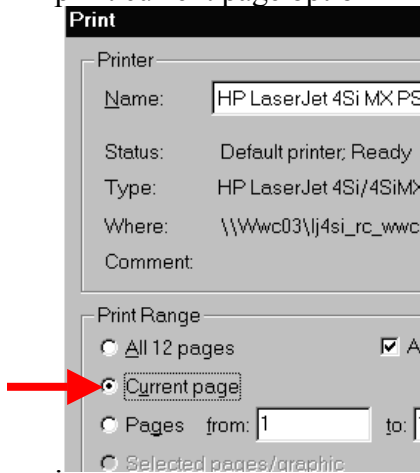 Print
Printer
Name: HP LaserJet 4Si MX PS
Status: Default printer; Ready
Type: HP LaserJet 4Si/4SiMX
Where: \\Wwc03\lj4si_rc_wwc
Comment:
Print Range
All 12 pages A
Current page
Pages from: 1 to: 1
Selected pages/graphic